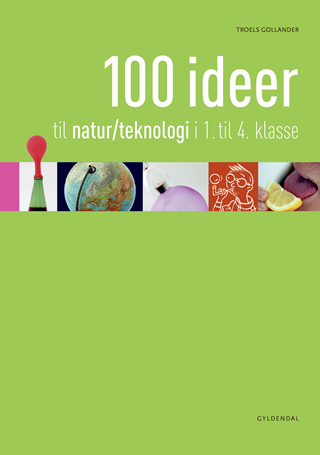 TROELS GOLLANDER
100 ideer
til natur/teknologi i 1. til 4. klasse
GYLDENDAL